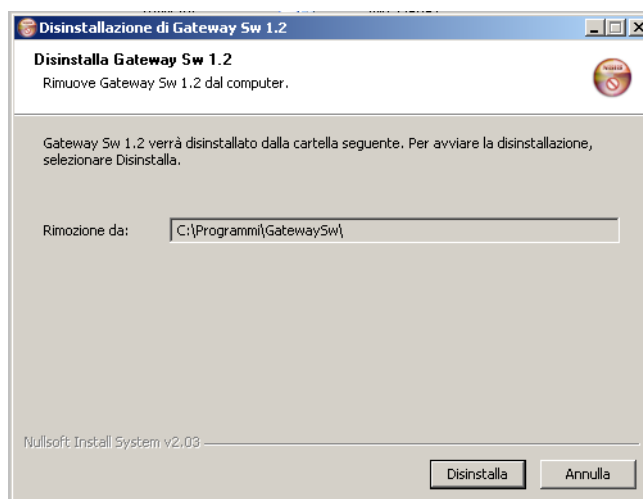 Disinstallazione di Gateway Sw 1.2
Disinstalla Gateway Sw 1.2
Rimuove Gateway Sw 1.2 dal computer.
Gateway Sw 1.2 verrà disinstallato dalla cartella seguente. Per avviare la disinstallazione,
selezionare Disinstalla.
Rimozione da: C:\Programmi\GatewaySw\
Nullsoft Install System v2.03
Disinstalla Annulla